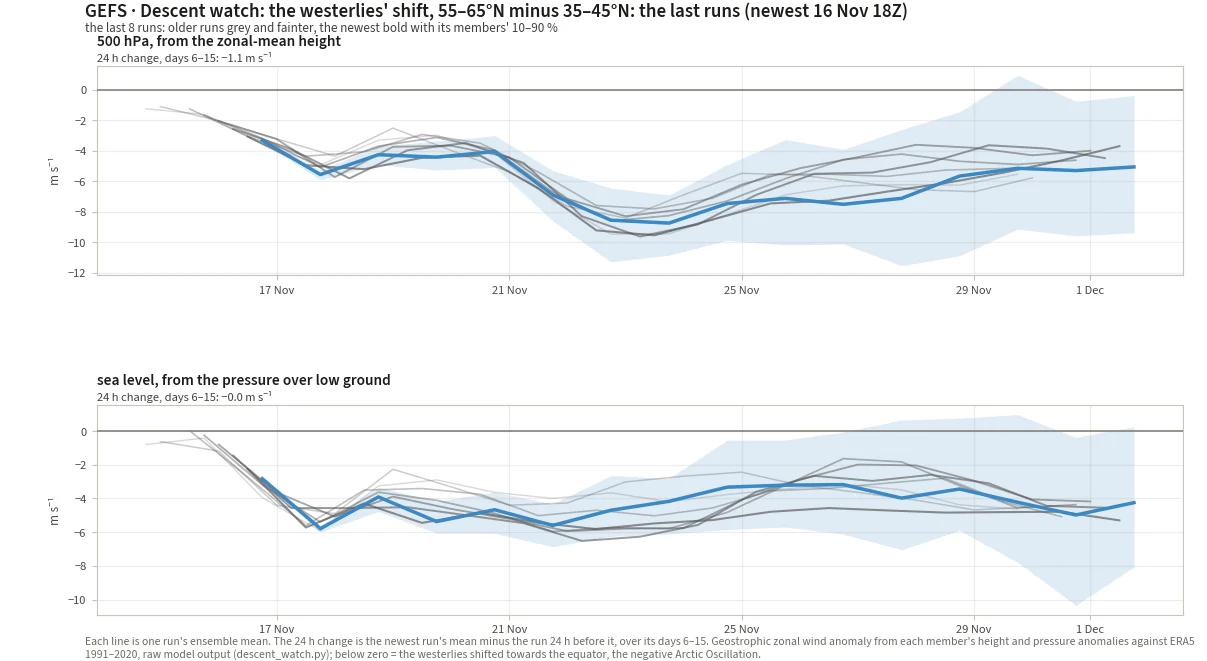 GEFS · Descent watch: the westerlies' shift, 55–65°N minus 35–45°N: the last runs (newest 16 Nov 18Z)
the last 8 runs: older runs grey and fainter, the newest bold with its members' 10–90 %
500 hPa, from the zonal-mean height
24 h change, days 6–15: −1.1 m s⁻¹
0
−2
−4
−6
−8
−10
−12
m s⁻¹
17 Nov 21 Nov 25 Nov 29 Nov 1 Dec
sea level, from the pressure over low ground
24 h change, days 6–15: −0.0 m s⁻¹
0
−2
−4
−6
−8
−10
m s⁻¹
17 Nov 21 Nov 25 Nov 29 Nov 1 Dec
Each line is one run's ensemble mean. The 24 h change is the newest run's mean minus the run 24 h before it, over its days 6–15. Geostrophic zonal wind anomaly from each member's height and pressure anomalies against ERA5
1991–2020, raw model output (descent_watch.py); below zero = the westerlies shifted towards the equator, the negative Arctic Oscillation.